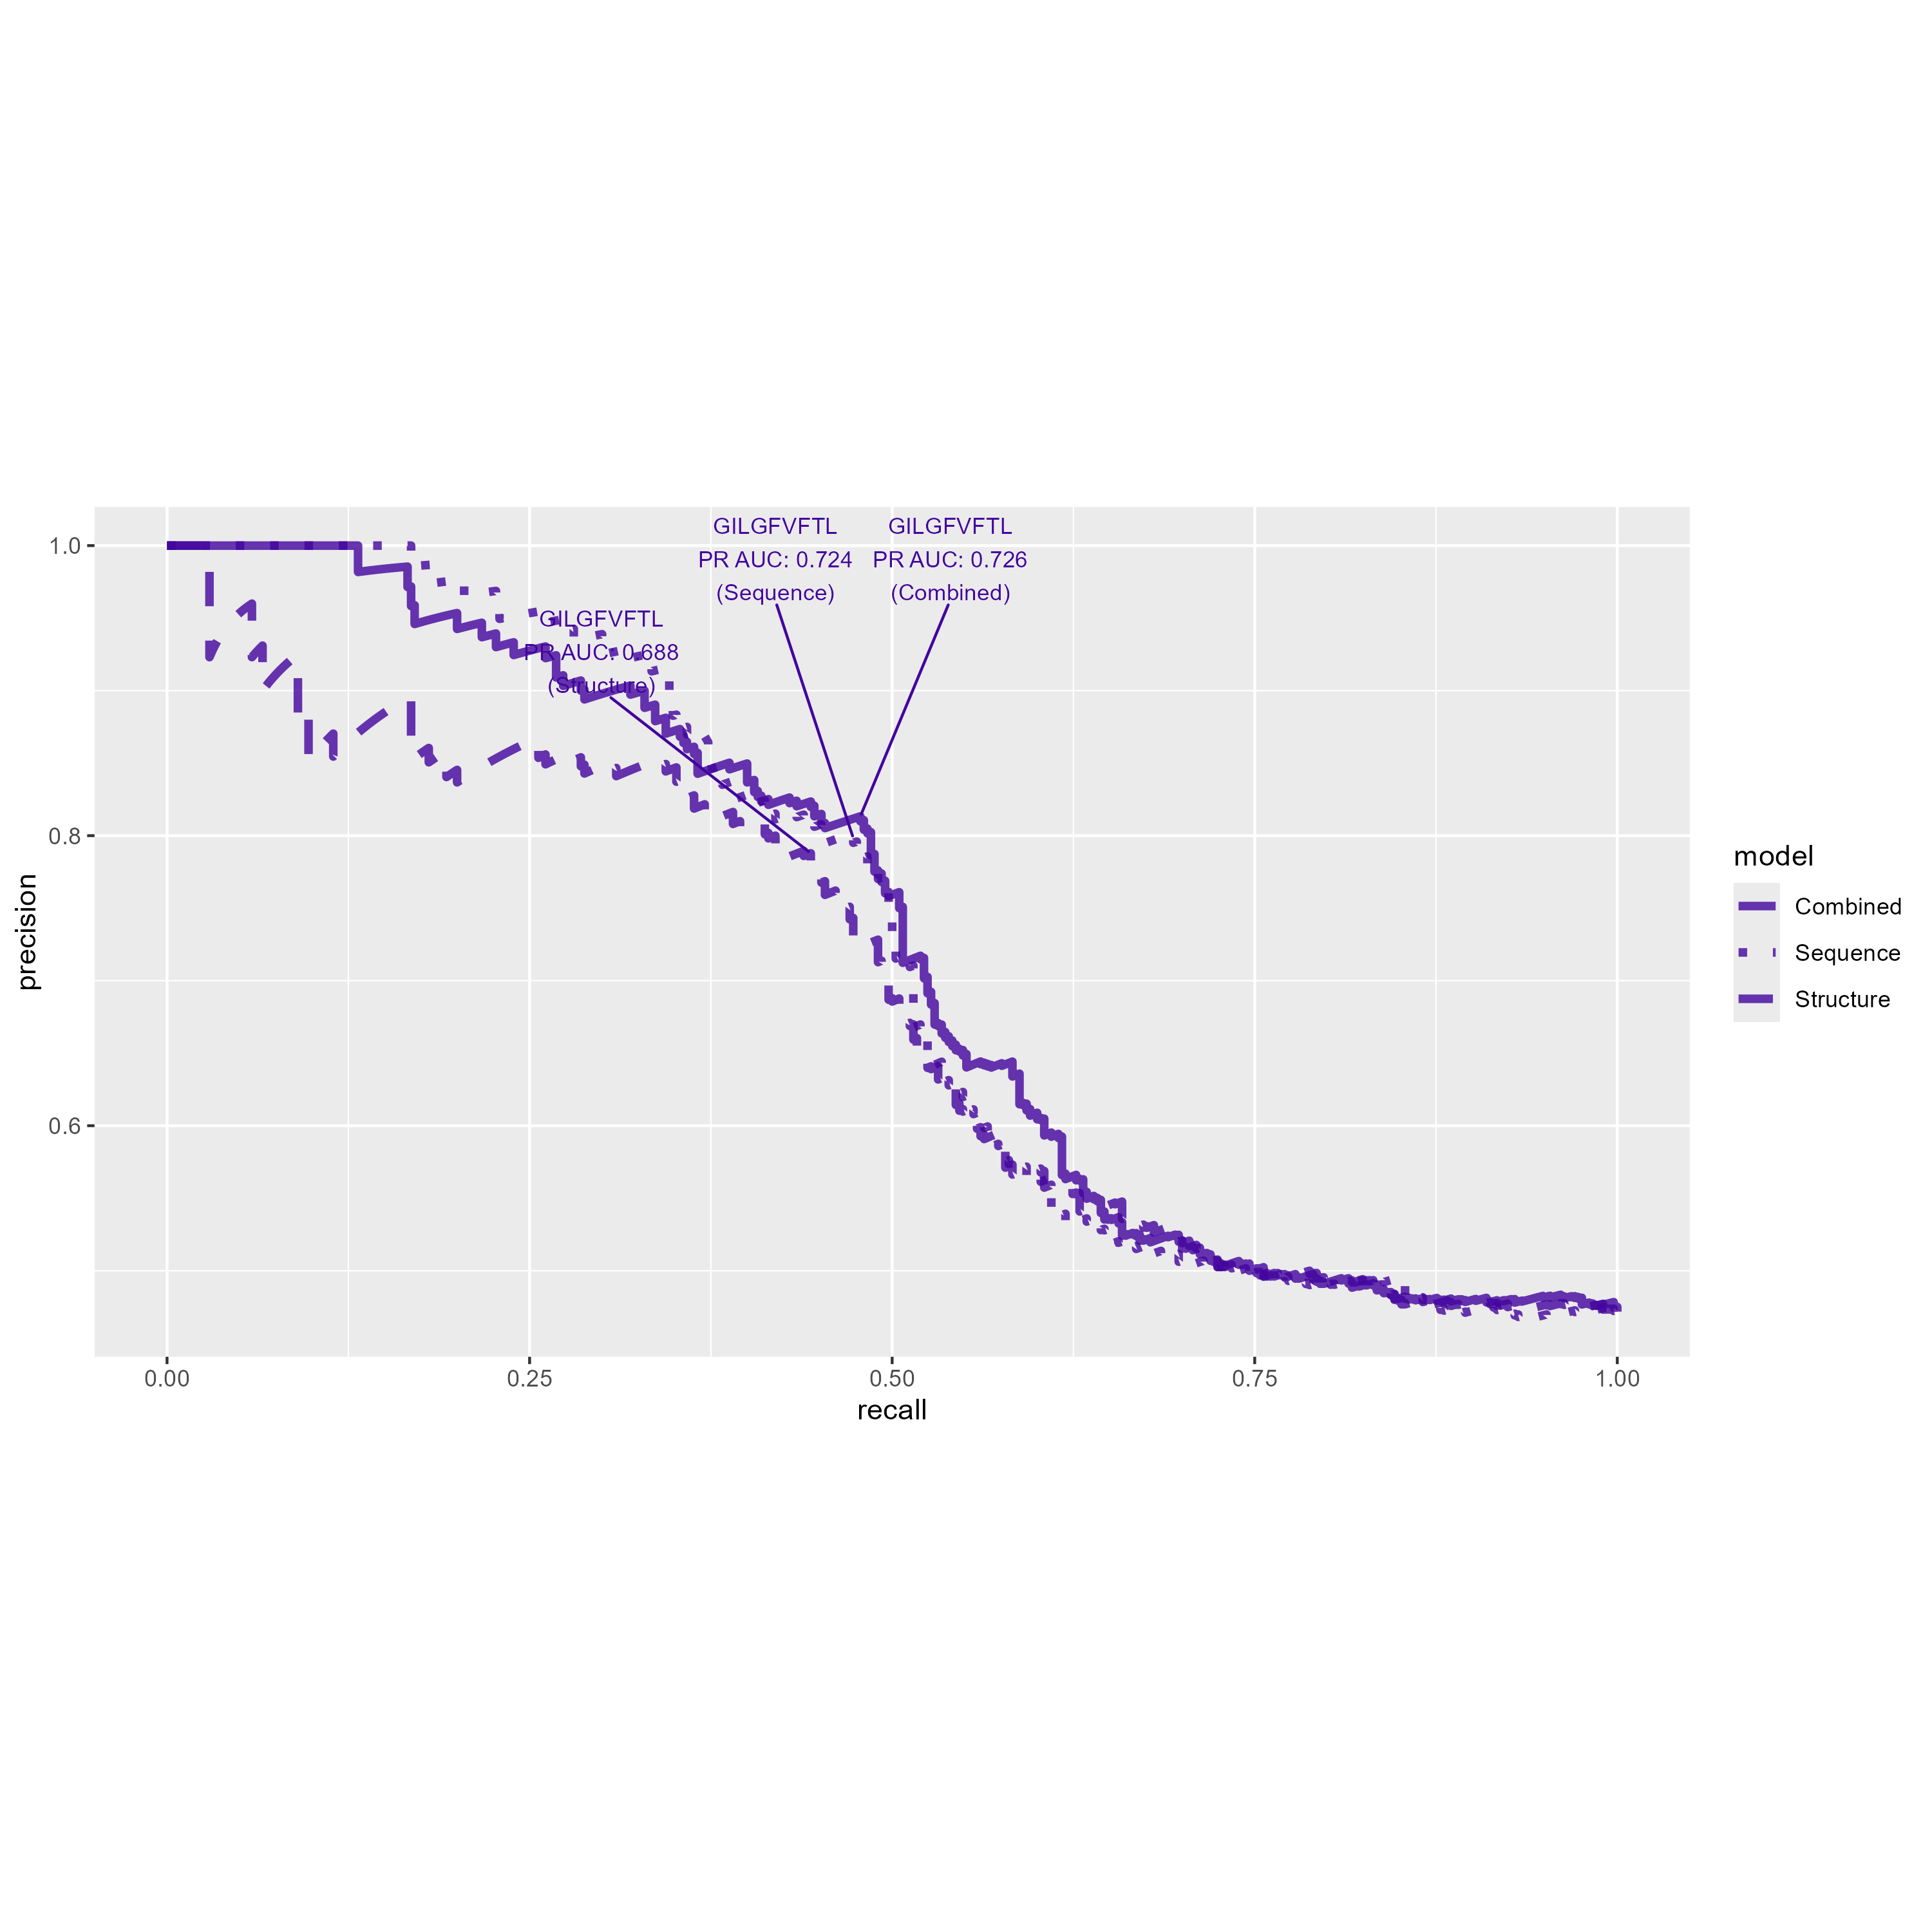 GILGFVFTL
PR AUC: 0.724
(Sequence)
GILGFVFTL
PR AUC: 0.726
(Combined)
GILGFVFTL
PR AUC: 0.688
(Structure)
1.0
0.8
0.6
precision
0.00
0.25
0.50
0.75
1.00
recall
model
Combined
Sequence
Structure